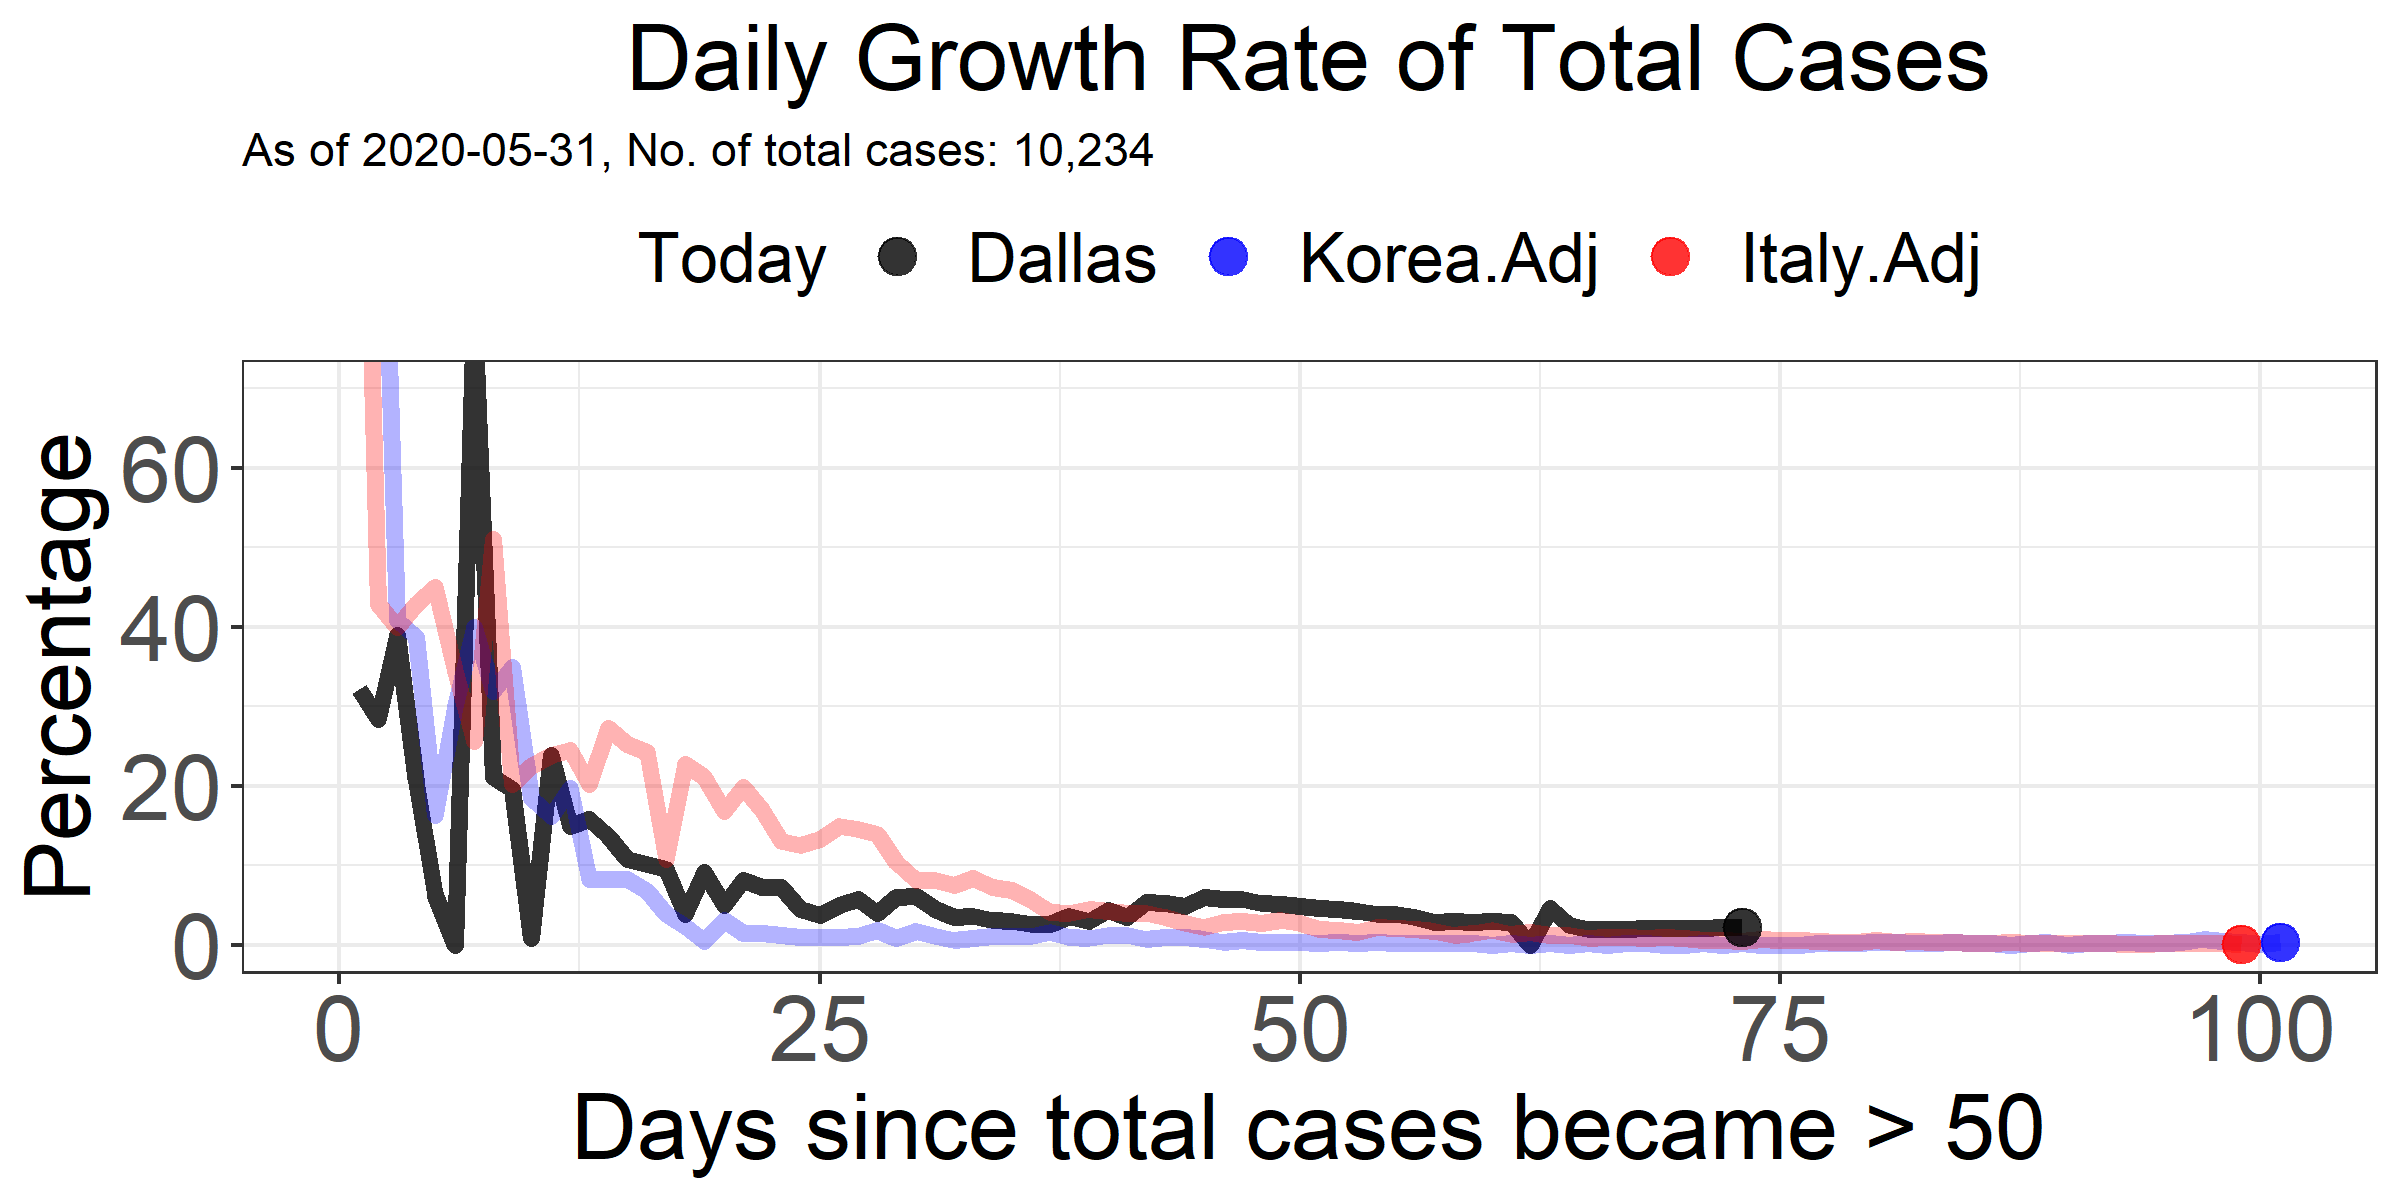 Daily Growth Rate of Total Cases
As of 2020-05-31, No. of total cases: 10,234
Today Dallas Korea.Adj Italy.Adj
Percentage
60
40
20
0
0 25 50 75 100
Days since total cases became > 50